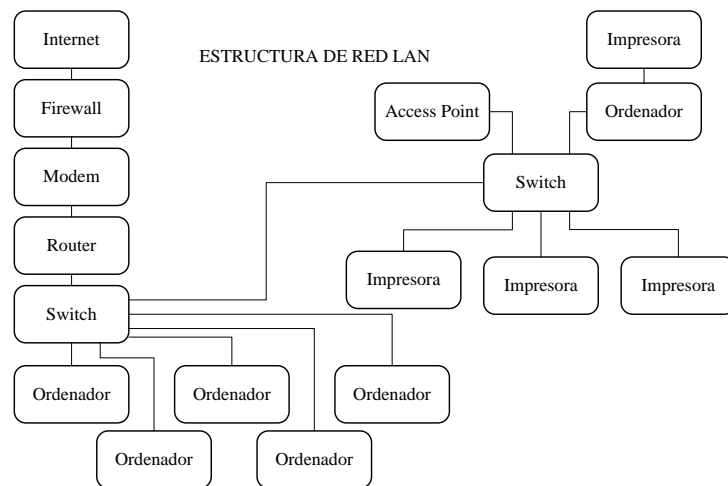 Internet
Impresora
ESTRUCTURA DE RED LAN
Firewall
Access Point
Ordenador
Modem
Switch
Router
Impresora
Impresora
Impresora
Switch
Ordenador
Ordenador
Ordenador
Ordenador
Ordenador